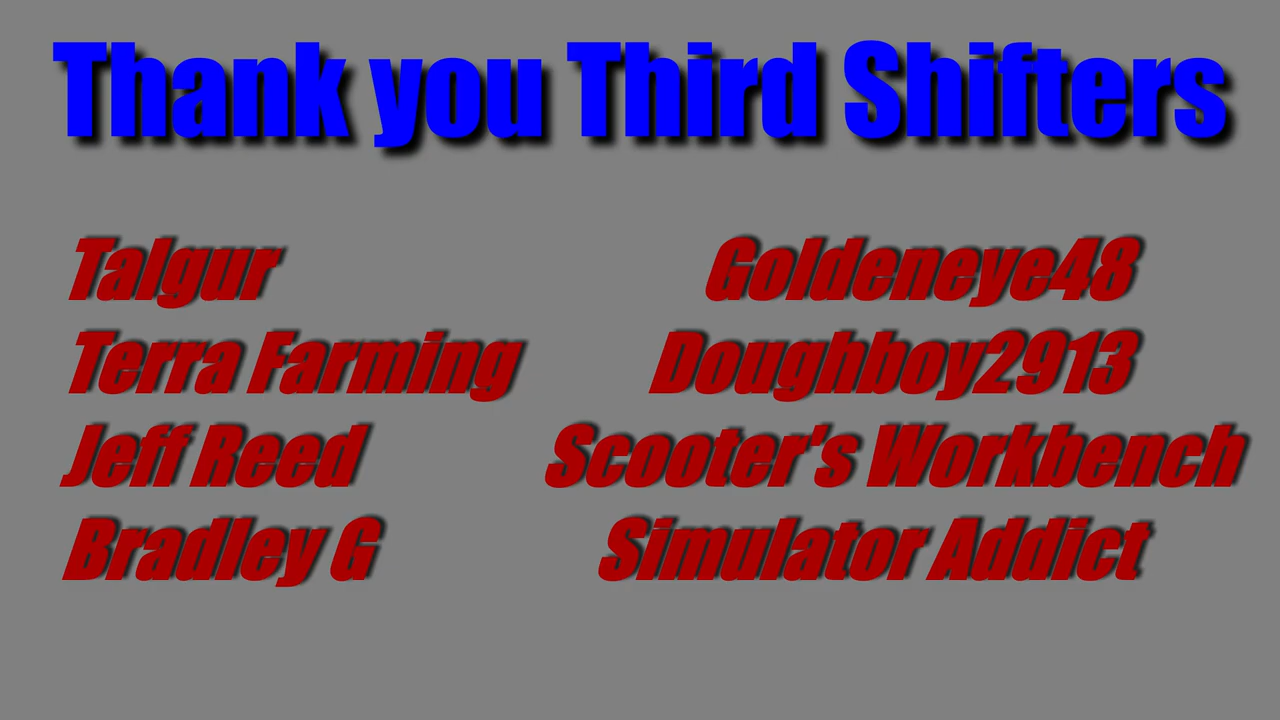 Thank you Third Shifters
Talgur
Goldeneye48
Terra Farming
Doughboy2913
Jeff Reed
Scooter's Workbench
Bradley G
Simulator Addict